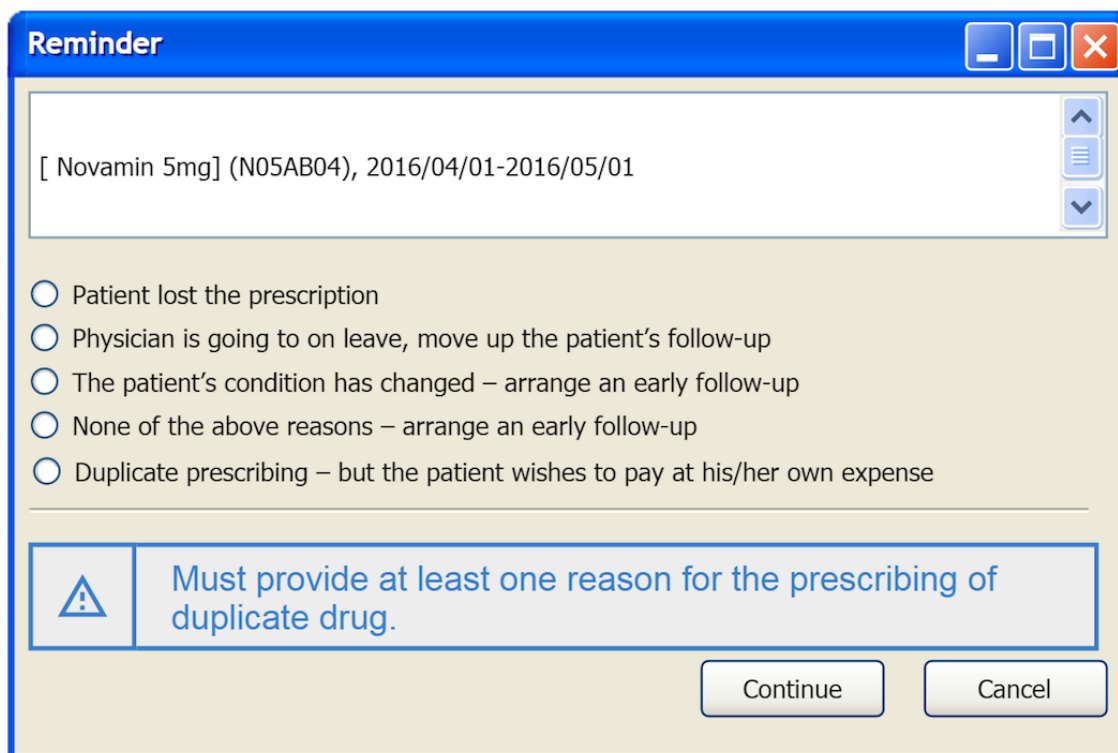 Reminder
[ Novamin 5mg] (N05AB04), 2016/04/01-2016/05/01
Patient lost the prescription
Physician is going to on leave, move up the patient’s follow-up
The patient’s condition has changed – arrange an early follow-up
None of the above reasons – arrange an early follow-up
Duplicate prescribing – but the patient wishes to pay at his/her own expense
Must provide at least one reason for the prescribing of
duplicate drug.
Continue Cancel